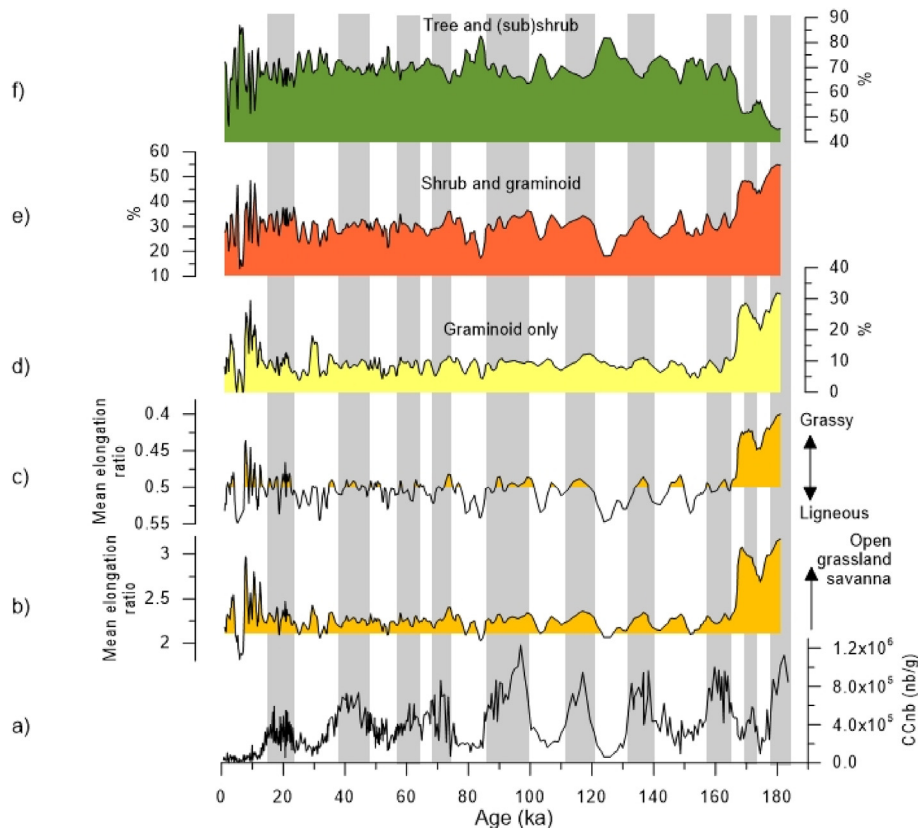 f)
Tree and (sub)shrub
90
80
70
60
50
40
%
e)
60
50
40
30
20
10
%
Shrub and graminoid
d)
Graminoid only
40
30
20
10
0
%
c)
Mean elongation
ratio
0.4
0.45
0.5
0.55
Grassy
Ligneous
b)
Mean elongation
ratio
3
2.5
2
Open
grassland
savanna
a)
1.2x10⁶
8.0x10⁵
4.0x10⁵
0.0
CCnb (nb/g)
0 20 40 60 80 100 120 140 160 180
Age (ka)